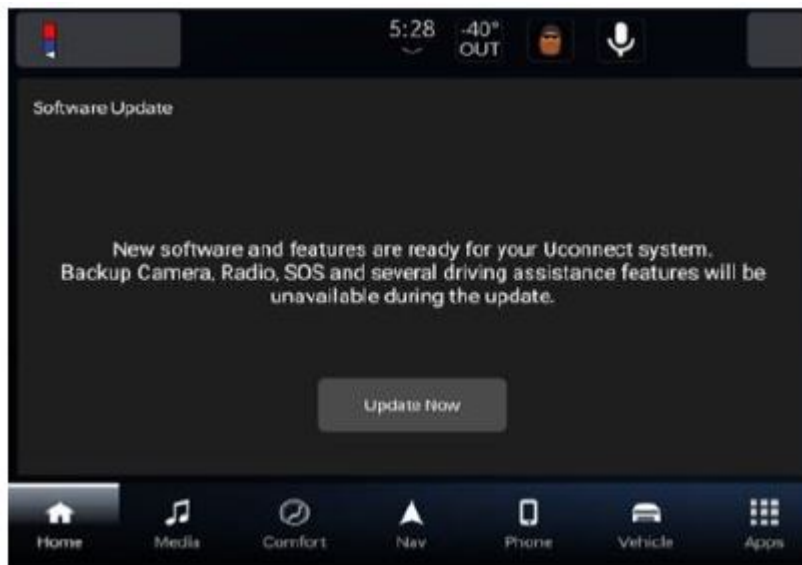 5:28
-40°
OUT
Software Update
New software and features are ready for your Uconnect system.
Backup Camera, Radio, SOS and several driving assistance features will be
unavailable during the update.
Update Now
Home Media Comfort Nav Phone Vehicle Apps